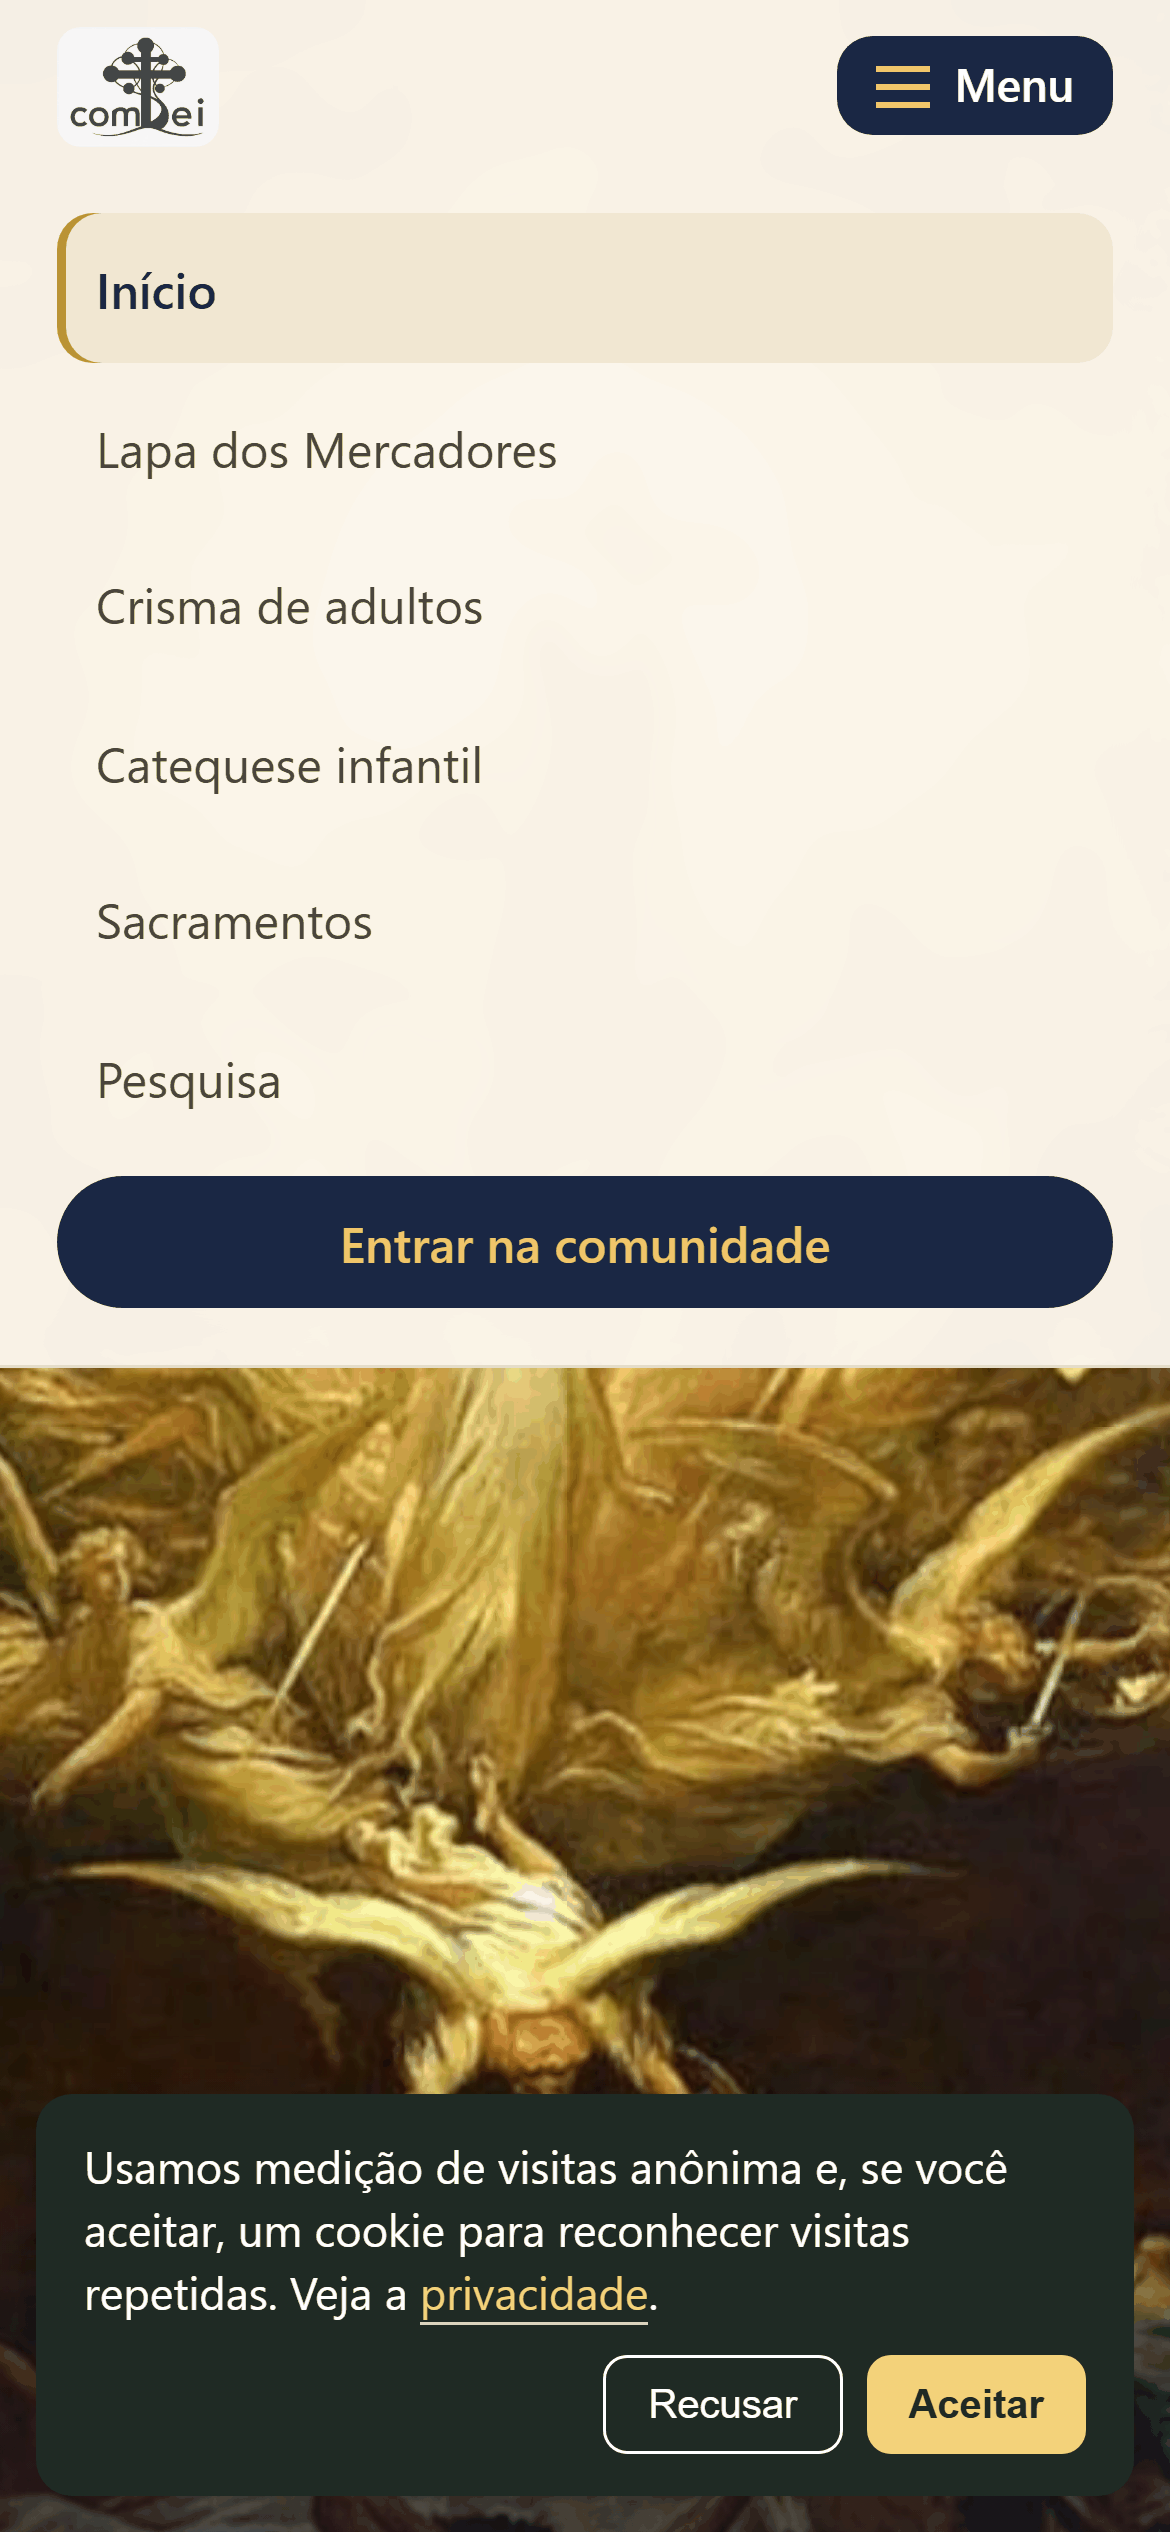 comDei
Menu
Início
Lapa dos Mercadores
Crisma de adultos
Catequese infantil
Sacramentos
Pesquisa
Entrar na comunidade
Usamos medição de visitas anônima e, se você
aceitar, um cookie para reconhecer visitas
repetidas. Veja a privacidade.
Recusar
Aceitar